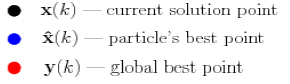 x(k) — current solution point
x̂(k) — particle's best point
y(k) — global best point